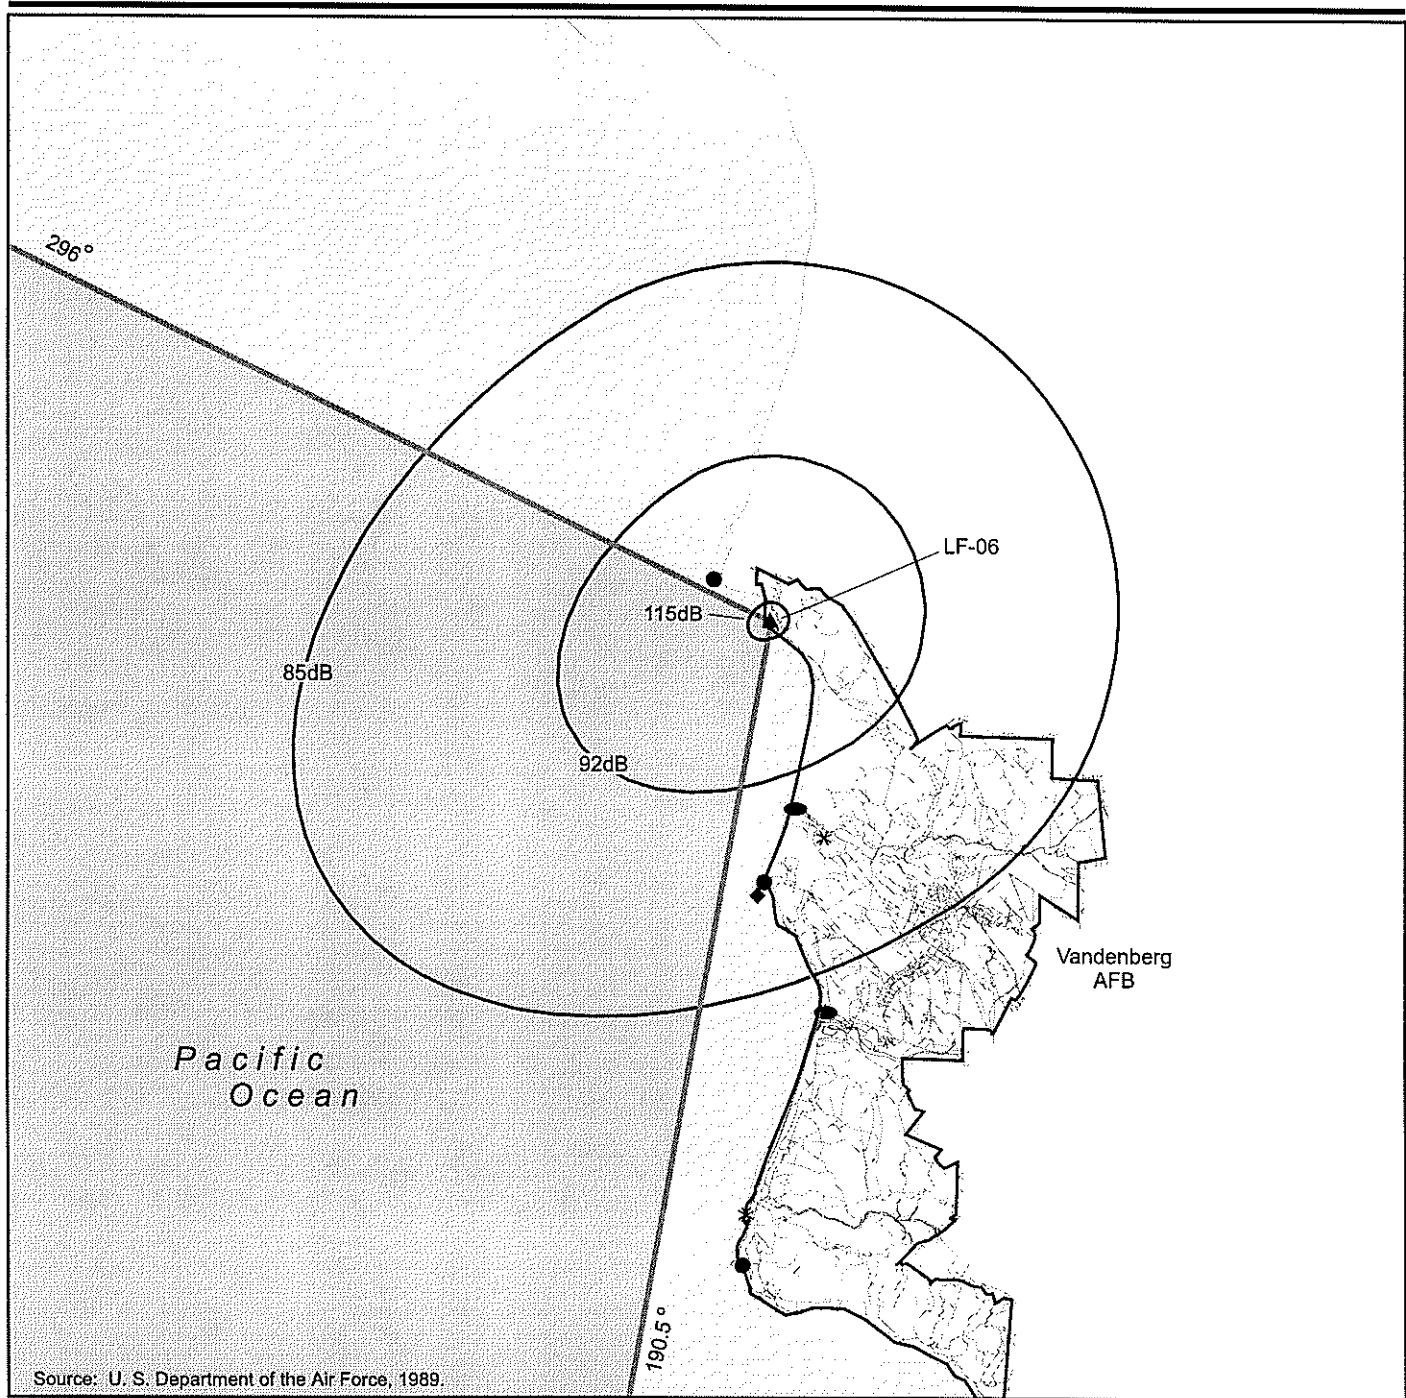 296°
LF-06
115dB
85dB
92dB
Vandenberg
AFB
Pacific
Ocean
190.5°
Source: U. S. Department of the Air Force, 1989.